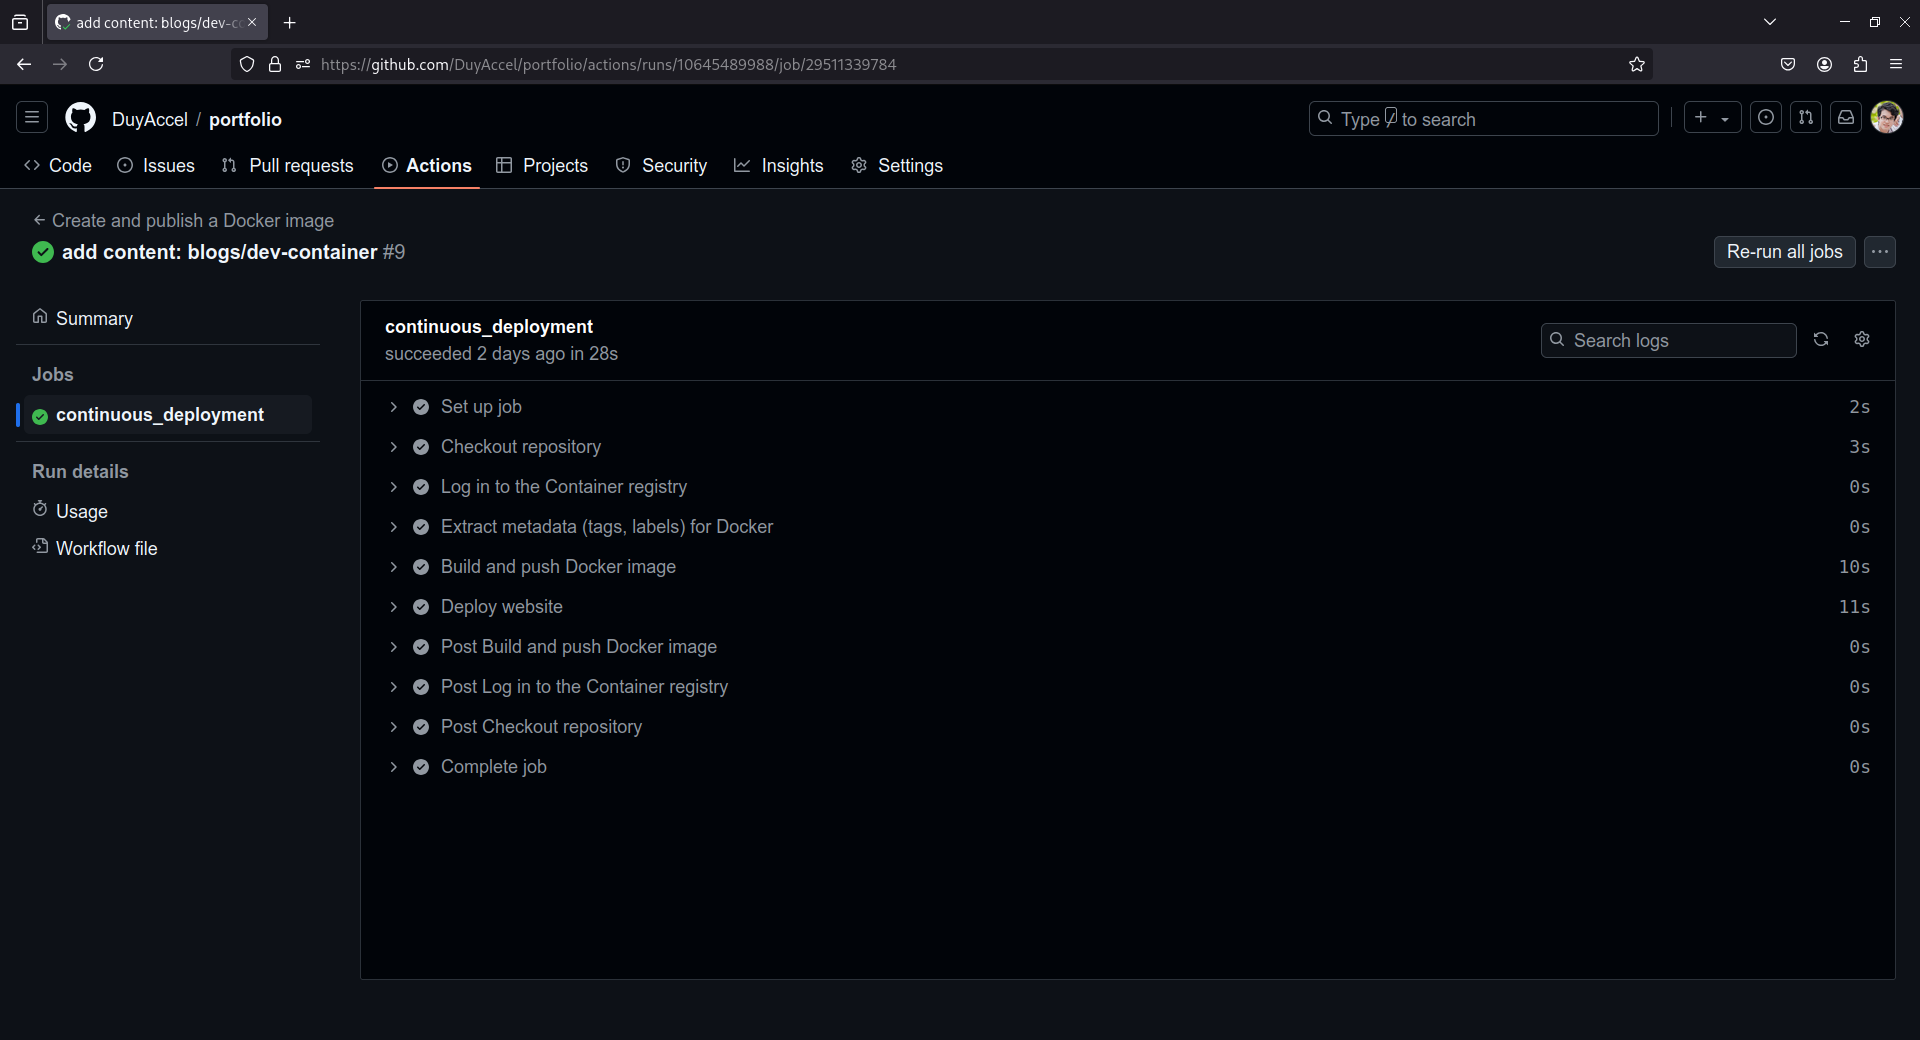 add content: blogs/dev-c
https://github.com/DuyAccel/portfolio/actions/runs/10645489988/job/29511339784
DuyAccel / portfolio
Type / to search
Code Issues Pull requests Actions Projects Security Insights Settings
Create and publish a Docker image
add content: blogs/dev-container #9
Re-run all jobs
Summary
Jobs
continuous_deployment
Run details
Usage
Workflow file
continuous_deployment
succeeded 2 days ago in 28s
Search logs
Set up job 2s
Checkout repository 3s
Log in to the Container registry 0s
Extract metadata (tags, labels) for Docker 0s
Build and push Docker image 10s
Deploy website 11s
Post Build and push Docker image 0s
Post Log in to the Container registry 0s
Post Checkout repository 0s
Complete job 0s